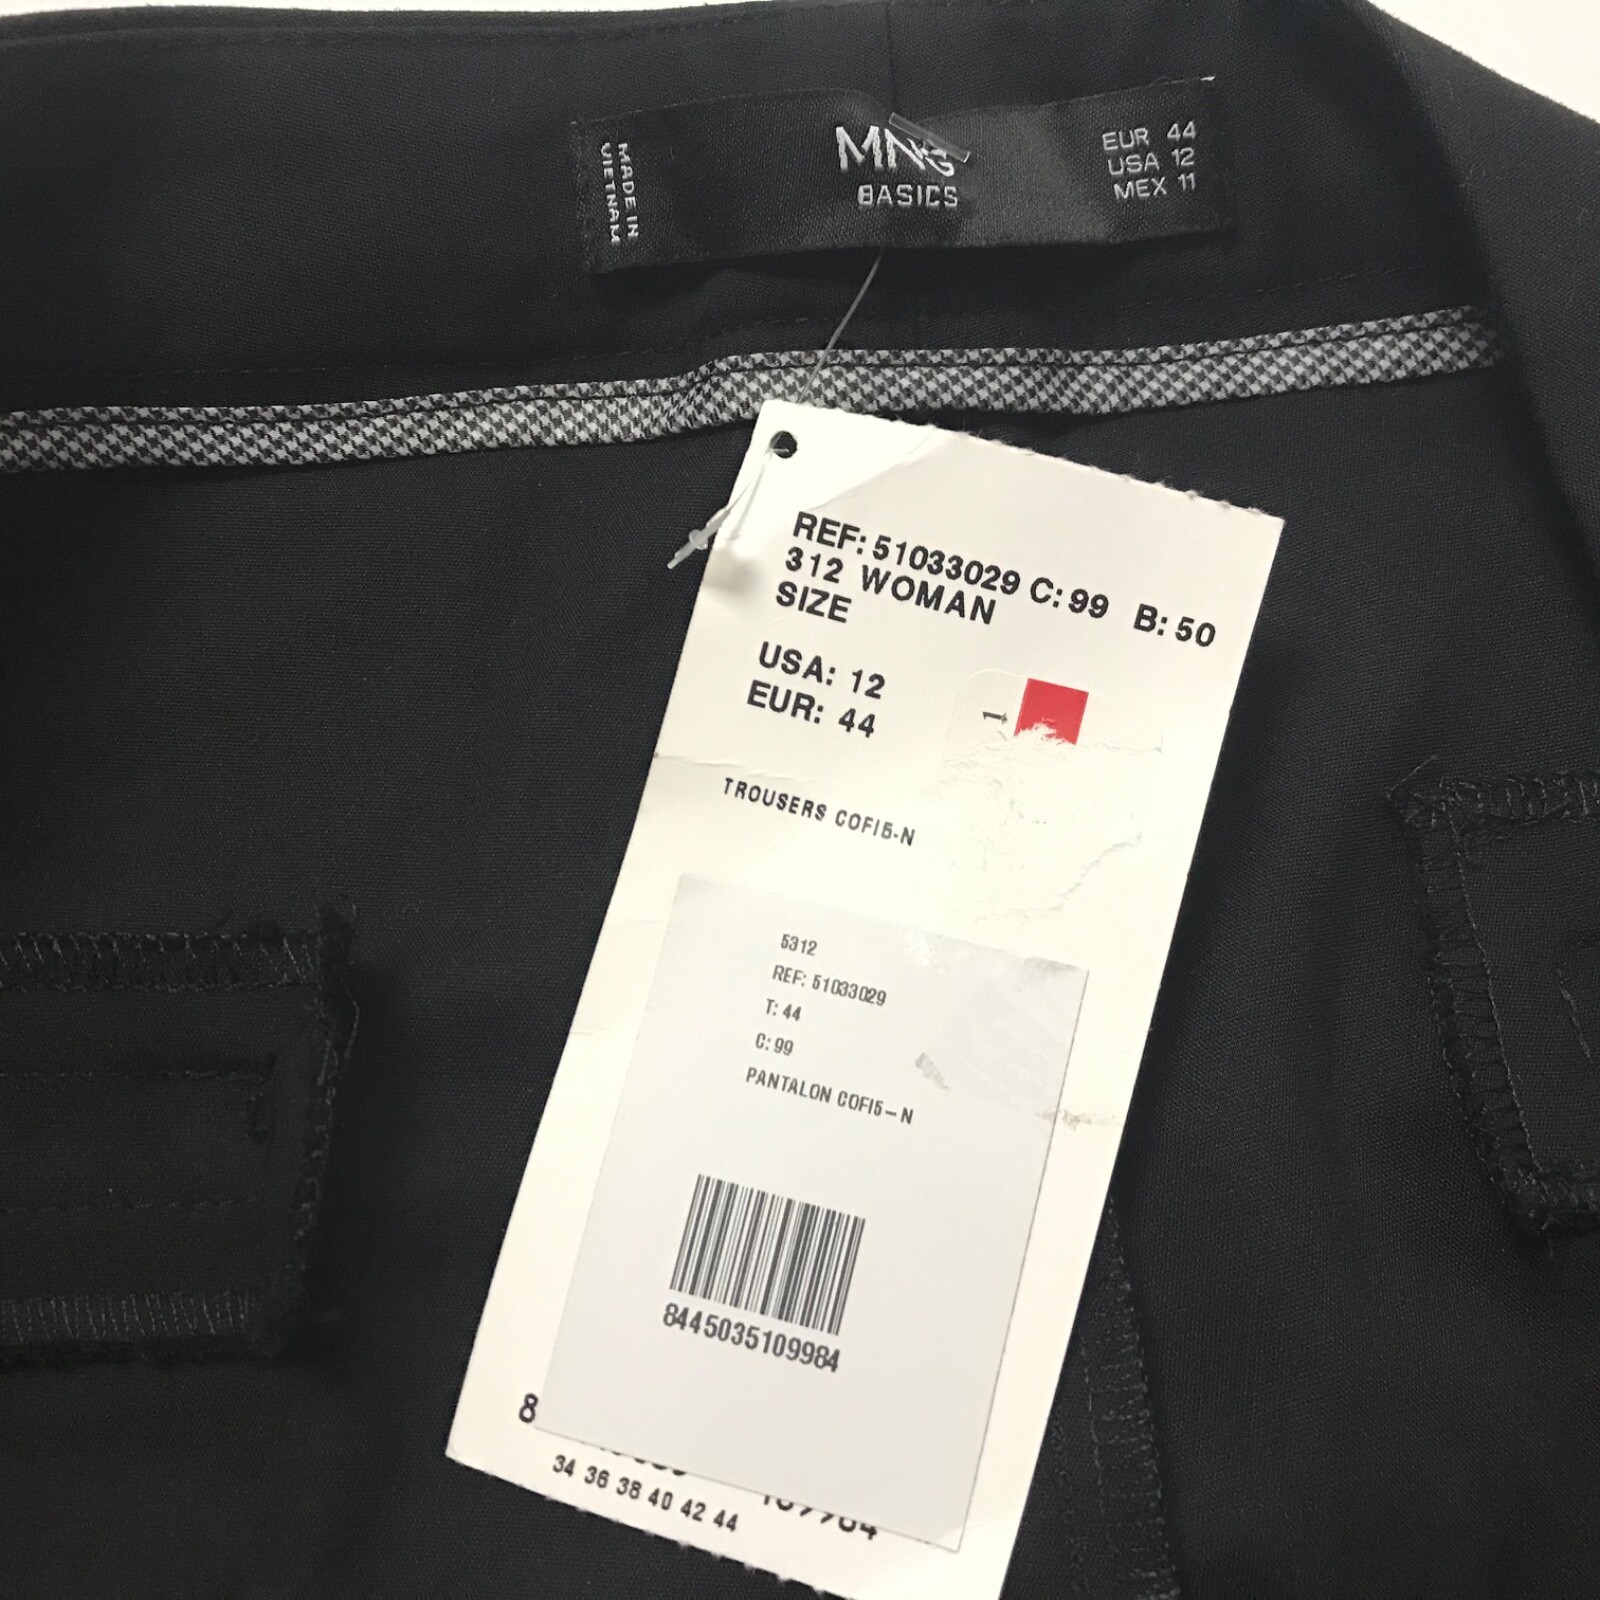 MADE IN
VIETNAM
MNG
BASICS
EUR 44
USA 12
MEX 11
REF: 51033029 C: 99 B: 50
312 WOMAN
SIZE
USA: 12
EUR: 44
1
TROUSERS COFI5-N
5312
REF: 51033029
T: 44
C: 99
PANTALON COFI5-N
8445035109984
8
34 36 38 40 42 44